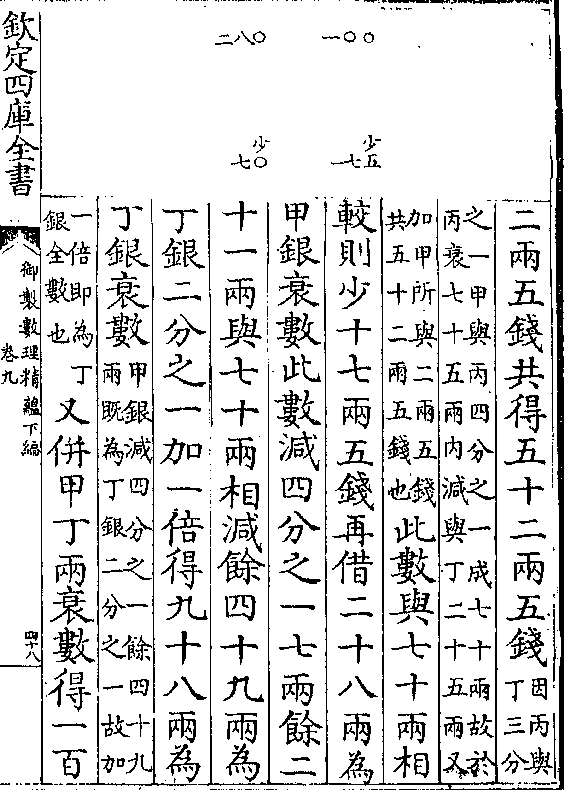 一〇〇
少
一七五
二八〇
少
七〇
二兩五錢共得五十二兩五錢因丙與
丁三分
之一甲與丙四分之一成七十兩故於
丙衰七十五兩内減與丁二十五兩又
加甲所與二兩五錢
共五十二兩五錢也
此數與七十兩相
較則少十七兩五錢再借二十八兩為
甲銀衰數此數減四分之一七兩餘二
十一兩與七十兩相減餘四十九兩為
丁銀二分之一加一倍得九十八兩為
丁銀衰數
甲銀減四分之一餘四十九
兩既為丁銀二分之一故加
一倍即為丁
銀全數也
又併甲丁兩衰數得一百
欽定四庫全書
御製數理精蘊下編
卷九
四十八